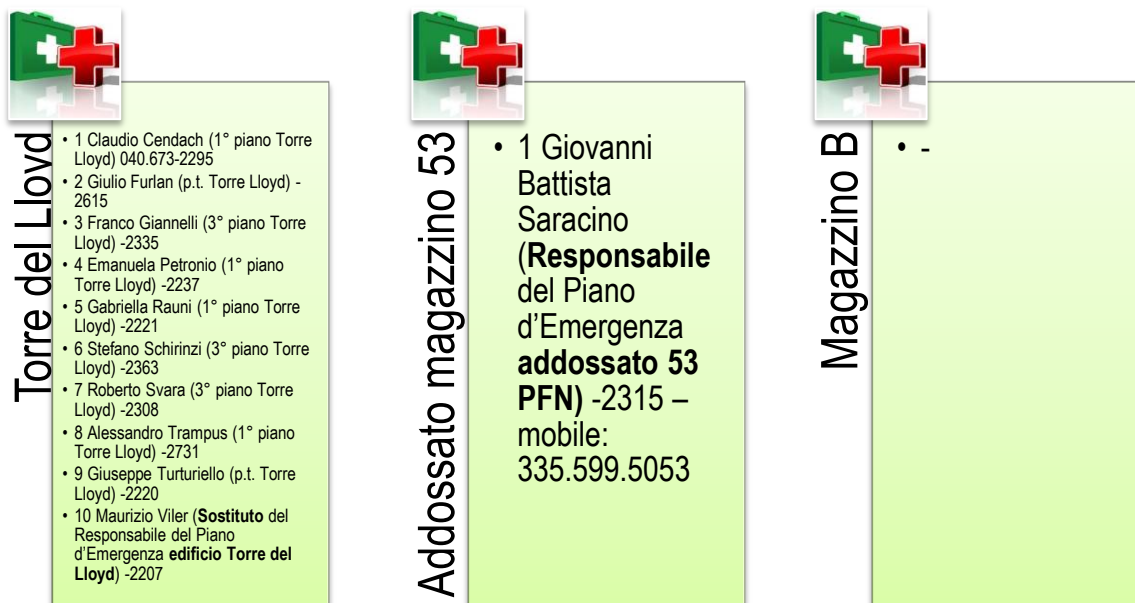 Torre del Lloyd
• 1 Claudio Cendach (1° piano Torre
Lloyd) 040.673-2295
• 2 Giulio Furlan (p.t. Torre Lloyd) -
2615
• 3 Franco Giannelli (3° piano Torre
Lloyd) -2335
• 4 Emanuela Petronio (1° piano
Torre Lloyd) -2237
• 5 Gabriella Rauni (1° piano Torre
Lloyd) -2221
• 6 Stefano Schirinzi (3° piano Torre
Lloyd) -2363
• 7 Roberto Svara (3° piano Torre
Lloyd) -2308
• 8 Alessandro Trampus (1° piano
Torre Lloyd) -2731
• 9 Giuseppe Turturiello (p.t. Torre
Lloyd) -2220
• 10 Maurizio Viler (Sostituto del
Responsabile del Piano
d'Emergenza edificio Torre del
Lloyd) -2207
Addossato magazzino 53
• 1 Giovanni
Battista
Saracino
(Responsabile
del Piano
d'Emergenza
addossato 53
PFN) -2315 –
mobile:
335.599.5053
Magazzino B
• -